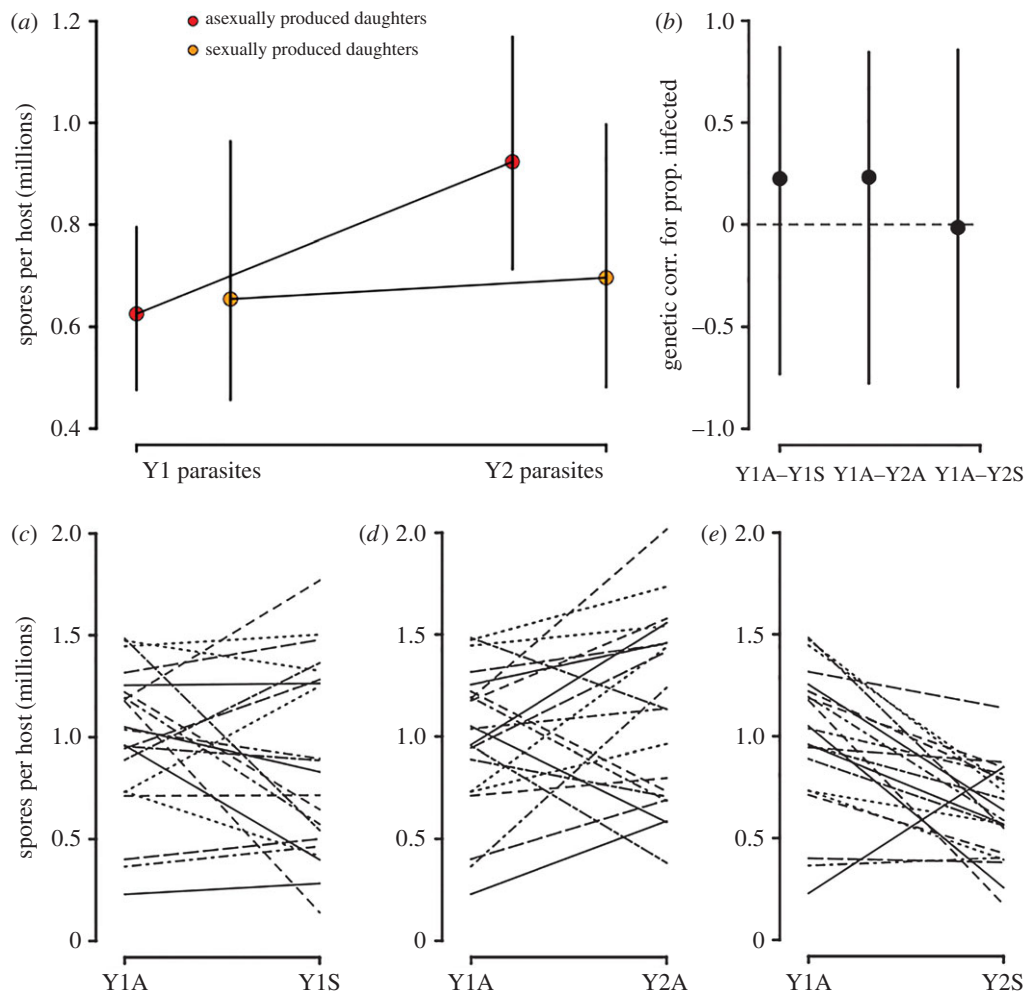 (a)
asexually produced daughters
sexually produced daughters
spores per host (millions)
1.2
1.0
0.8
0.6
0.4
Y1 parasites
Y2 parasites
(b)
genetic corr. for prop. infected
1.0
0.5
0
–0.5
–1.0
Y1A–Y1S
Y1A–Y2A
Y1A–Y2S
(c)
spores per host (millions)
2.0
1.5
1.0
0.5
0
Y1A
Y1S
(d)
2.0
1.5
1.0
0.5
0
Y1A
Y2A
(e)
2.0
1.5
1.0
0.5
0
Y1A
Y2S